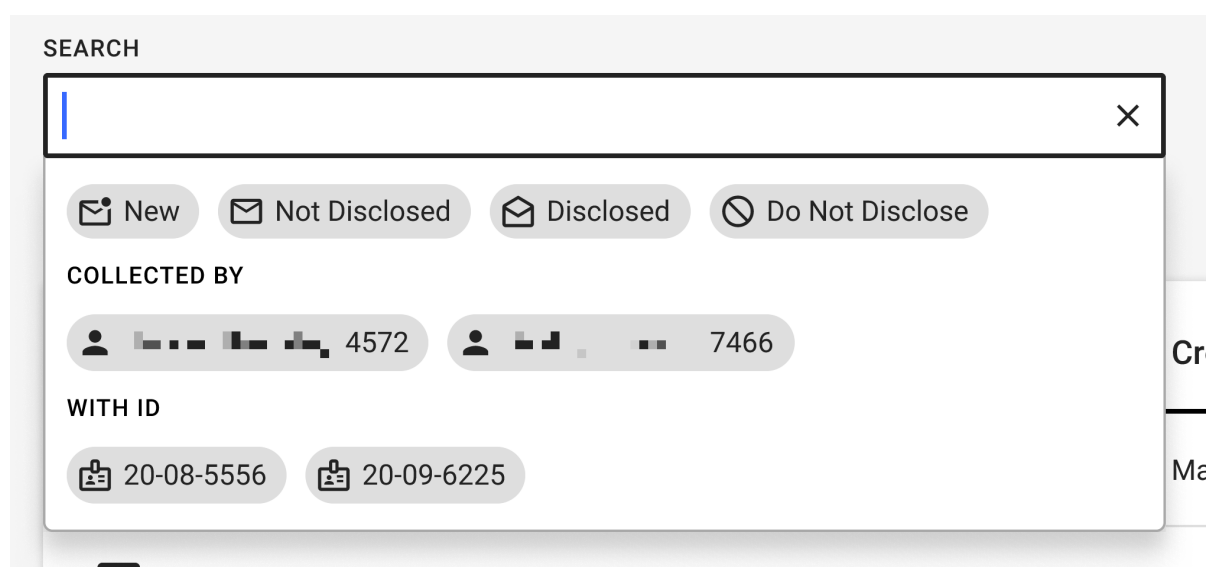 SEARCH
New Not Disclosed Disclosed Do Not Disclose
COLLECTED BY
4572 7466
Cr
WITH ID
20-08-5556 20-09-6225
Ma